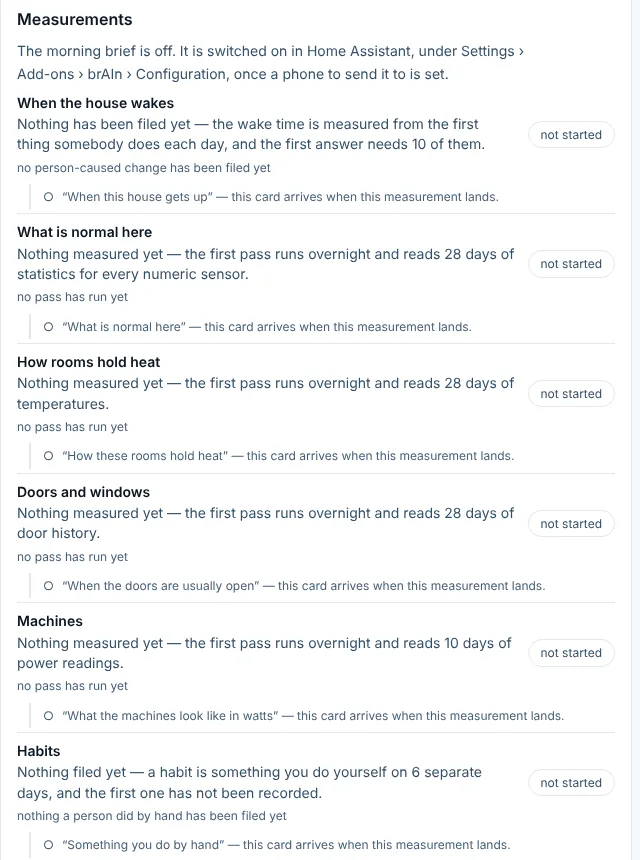 Measurements
The morning brief is off. It is switched on in Home Assistant, under Settings ›
Add-ons › brAIn › Configuration, once a phone to send it to is set.
When the house wakes
Nothing has been filed yet — the wake time is measured from the first
thing somebody does each day, and the first answer needs 10 of them.
not started
no person-caused change has been filed yet
“When this house gets up” — this card arrives when this measurement lands.
What is normal here
Nothing measured yet — the first pass runs overnight and reads 28 days of
statistics for every numeric sensor.
not started
no pass has run yet
“What is normal here” — this card arrives when this measurement lands.
How rooms hold heat
Nothing measured yet — the first pass runs overnight and reads 28 days of
temperatures.
not started
no pass has run yet
“How these rooms hold heat” — this card arrives when this measurement lands.
Doors and windows
Nothing measured yet — the first pass runs overnight and reads 28 days of
door history.
not started
no pass has run yet
“When the doors are usually open” — this card arrives when this measurement lands.
Machines
Nothing measured yet — the first pass runs overnight and reads 10 days of
power readings.
not started
no pass has run yet
“What the machines look like in watts” — this card arrives when this measurement lands.
Habits
Nothing filed yet — a habit is something you do yourself on 6 separate
days, and the first one has not been recorded.
not started
nothing a person did by hand has been filed yet
“Something you do by hand” — this card arrives when this measurement lands.